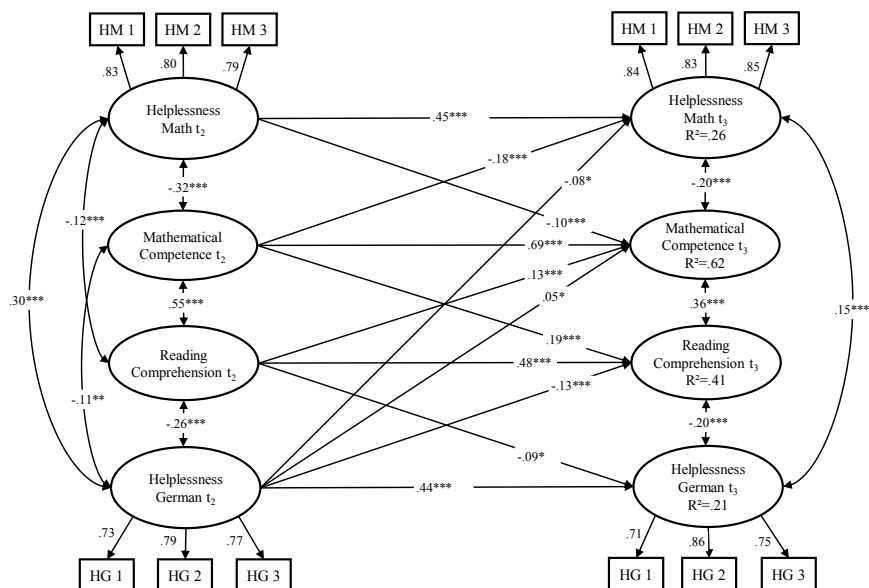 HM 1 HM 2 HM 3 HM 1 HM 2 HM 3
.83 .80 .79 .84 .83 .85
Helplessness
Math t₂
Helplessness
Math t₃
R²=.26
.45***
-.18***
-.08*
-.32*** -.20***
-.12*** -.10***
Mathematical
Competence t₂
Mathematical
Competence t₃
R²=.62
.69***
.13***
.30*** .55*** .05* .36*** .15***
.19***
Reading
Comprehension t₂
Reading
Comprehension t₃
R²=.41
.48***
-.13***
-.11** -.26*** -.20***
-.09*
Helplessness
German t₂
Helplessness
German t₃
R²=.21
.44***
.73 .79 .77 .71 .86 .75
HG 1 HG 2 HG 3 HG 1 HG 2 HG 3